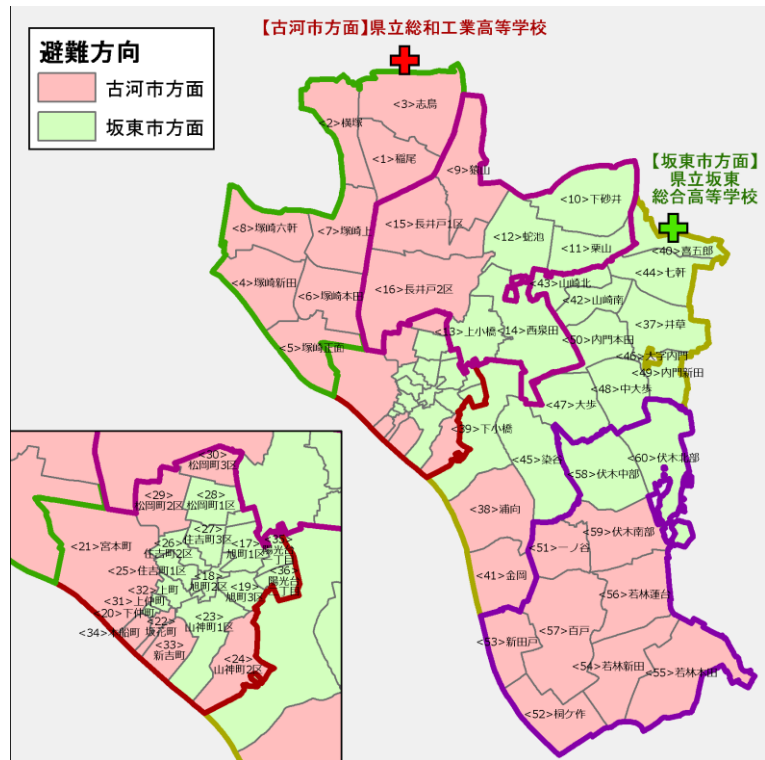 【古河市方面】県立総和工業高等学校
避難方向
古河市方面
坂東市方面
【坂東市方面】
県立坂東
総合高等学校
<3>志鳥
<2>横塚
<1>稲尾
<9>猿山
<10>下砂井
<8>塚崎六軒
<7>塚崎上
<15>長井戸1区
<12>蛇池
<11>栗山
<40>喜五郎
<44>七軒
<4>塚崎新田
<6>塚崎本田
<16>長井戸2区
<43>山崎北
<42>山崎南
<5>塚崎正面
<13>上小橋
<14>西泉田
<37>井草
<50>内門本田
<46>大字内門
<49>内門新田
<48>中大歩
<47>大歩
<39>下小橋
<45>染谷
<60>伏木北部
<58>伏木中部
<38>浦向
<59>伏木南部
<51>一ノ谷
<41>金岡
<56>若林蓮台
<53>新田戸
<57>百戸
<54>若林新田
<55>若林本田
<52>桐ケ作
<30>
松岡町3区
<29>
松岡町2区
<28>
松岡町1区
<27>
住吉町3区
<21>宮本町
<26>
住吉町2区
<17>
旭町1区
<25>住吉町1区
<36>
陽光台
<18>
旭町2区
<19>
旭町3区
<32>上町
<31>上仲町
<20>下仲町
<22>
<23>
山神町1区
<34>本船町
<33>
新吉町
<24>
山神町2区